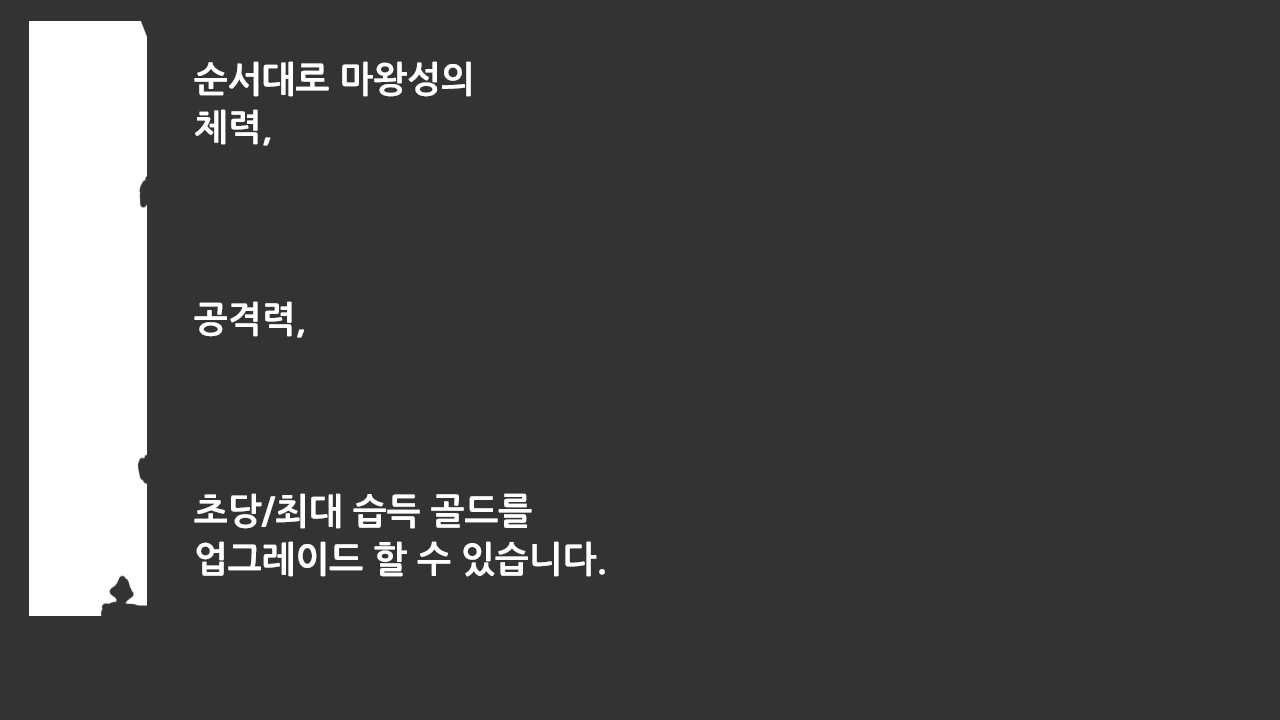 순서대로 마왕성의
체력,
공격력,
초당/최대 습득 골드를
업그레이드 할 수 있습니다.